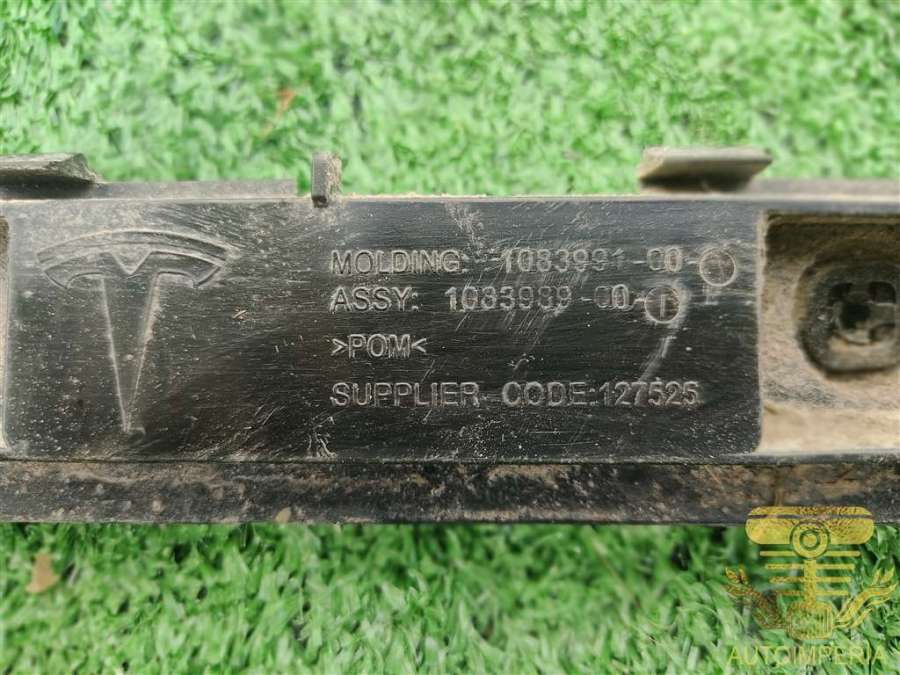 MOLDING: 1083991-00-I
ASSY: 1083989-00-I
>POM<
SUPPLIER CODE:127525
AUTOIMPERIA